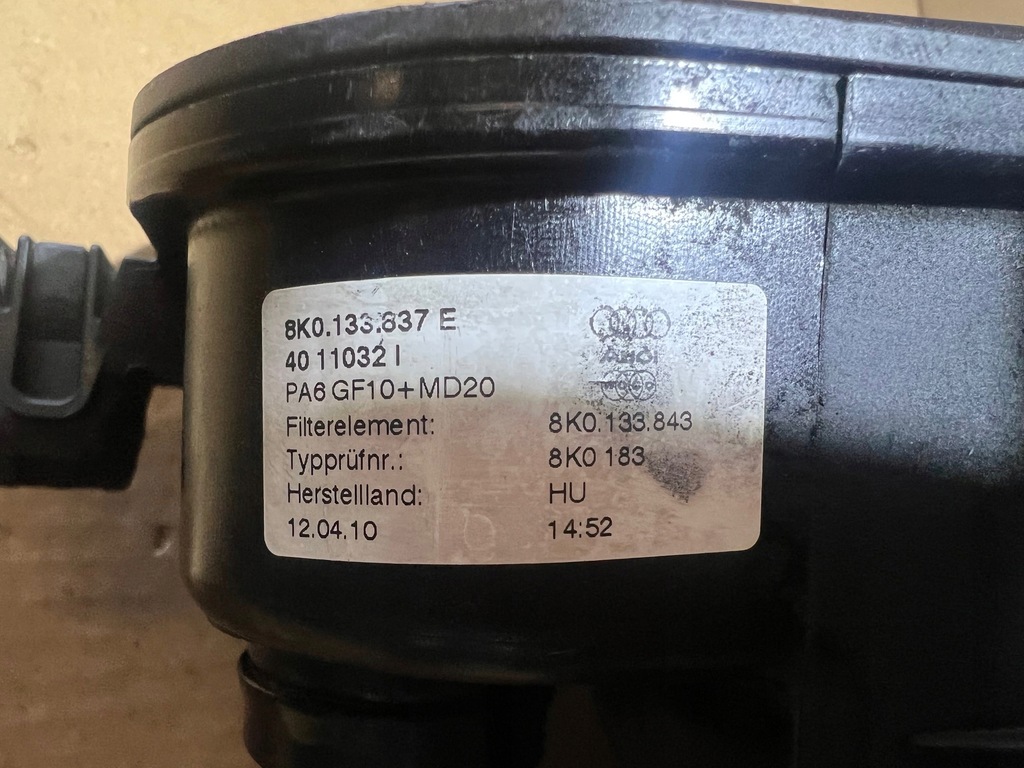 8K0.133.837 E
40 11032 I
PA6 GF10+MD20
Audi
Filterelement: 8K0.133.843
Typprüfnr.: 8K0 183
Herstellland: HU
12.04.10 14:52